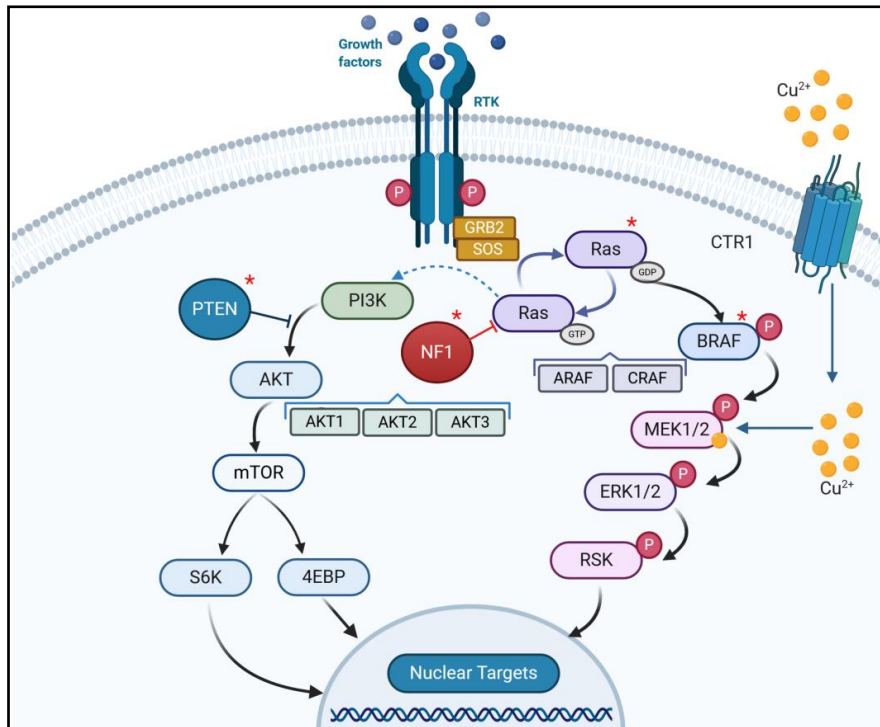 Growth
factors
RTK
Cu²⁺
P
P
GRB2
SOS
CTR1
Ras
*
GDP
PTEN
*
PI3K
NF1
*
Ras
GTP
BRAF
*
P
AKT
ARAF
CRAF
AKT1
AKT2
AKT3
MEK1/2
P
mTOR
ERK1/2
P
Cu²⁺
S6K
4EBP
RSK
P
Nuclear Targets